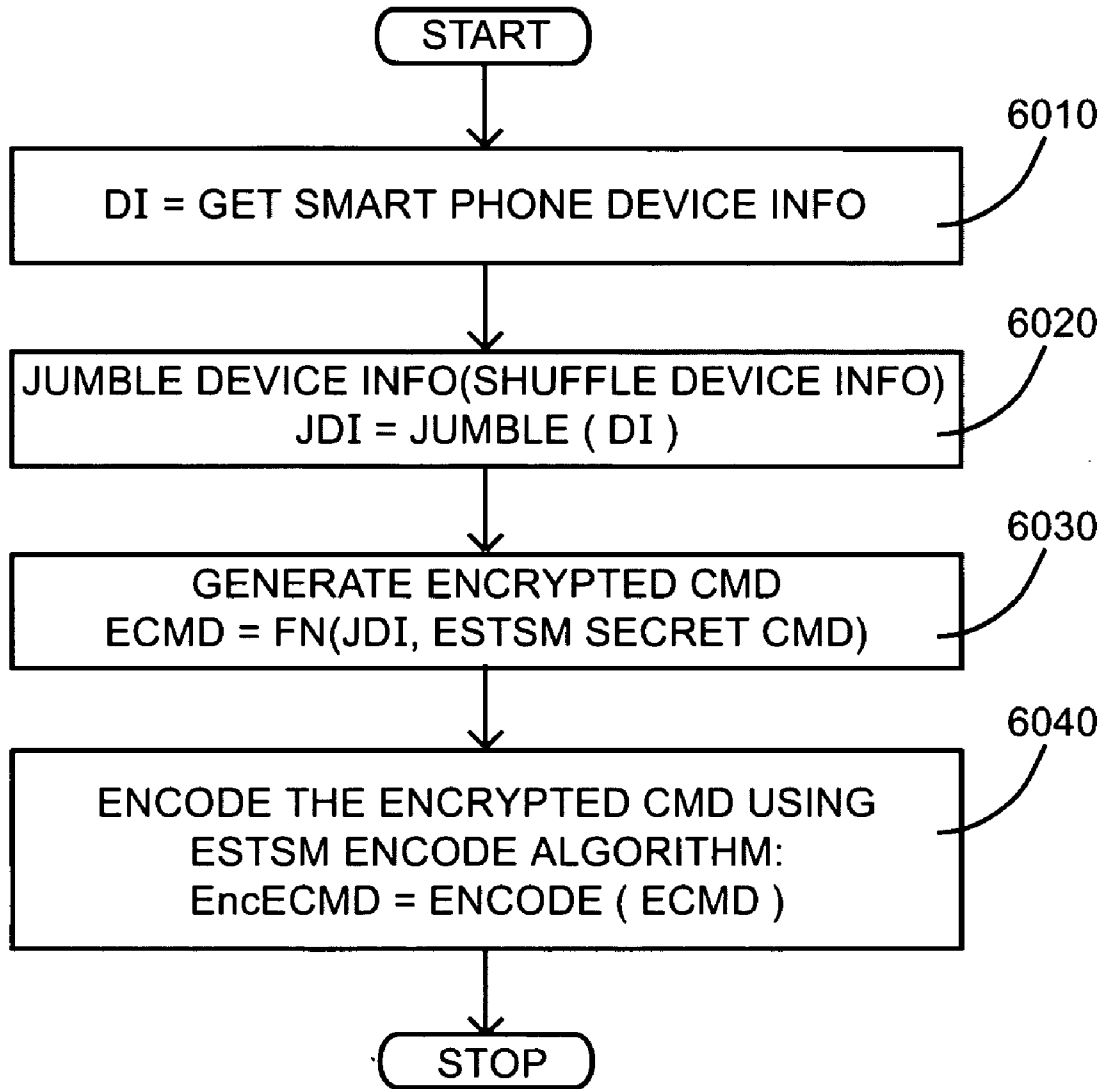 START
6010
DI = GET SMART PHONE DEVICE INFO
6020
JUMBLE DEVICE INFO(SHUFFLE DEVICE INFO)
JDI = JUMBLE ( DI )
6030
GENERATE ENCRYPTED CMD
ECMD = FN(JDI, ESTSM SECRET CMD)
6040
ENCODE THE ENCRYPTED CMD USING
ESTSM ENCODE ALGORITHM:
EncECMD = ENCODE ( ECMD )
STOP